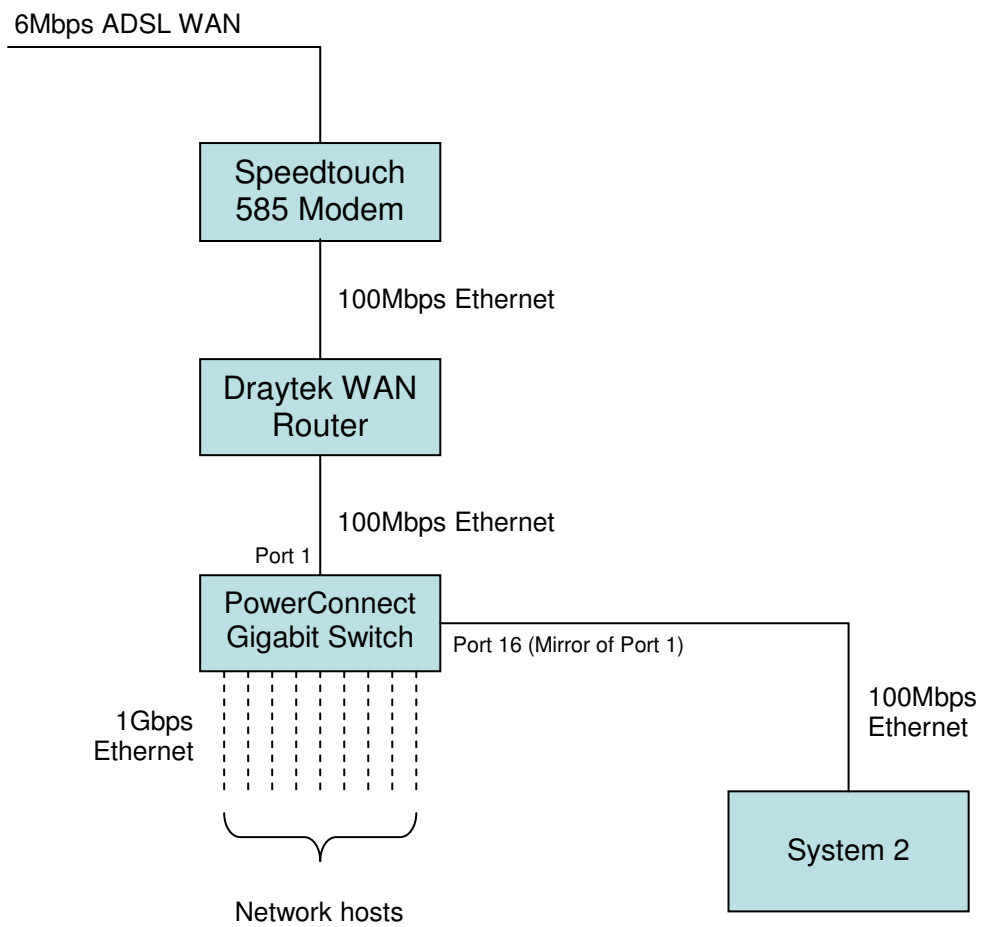 6Mbps ADSL WAN
Speedtouch
585 Modem
100Mbps Ethernet
Draytek WAN
Router
100Mbps Ethernet
Port 1
PowerConnect
Gigabit Switch
Port 16 (Mirror of Port 1)
1Gbps
Ethernet
100Mbps
Ethernet
System 2
Network hosts